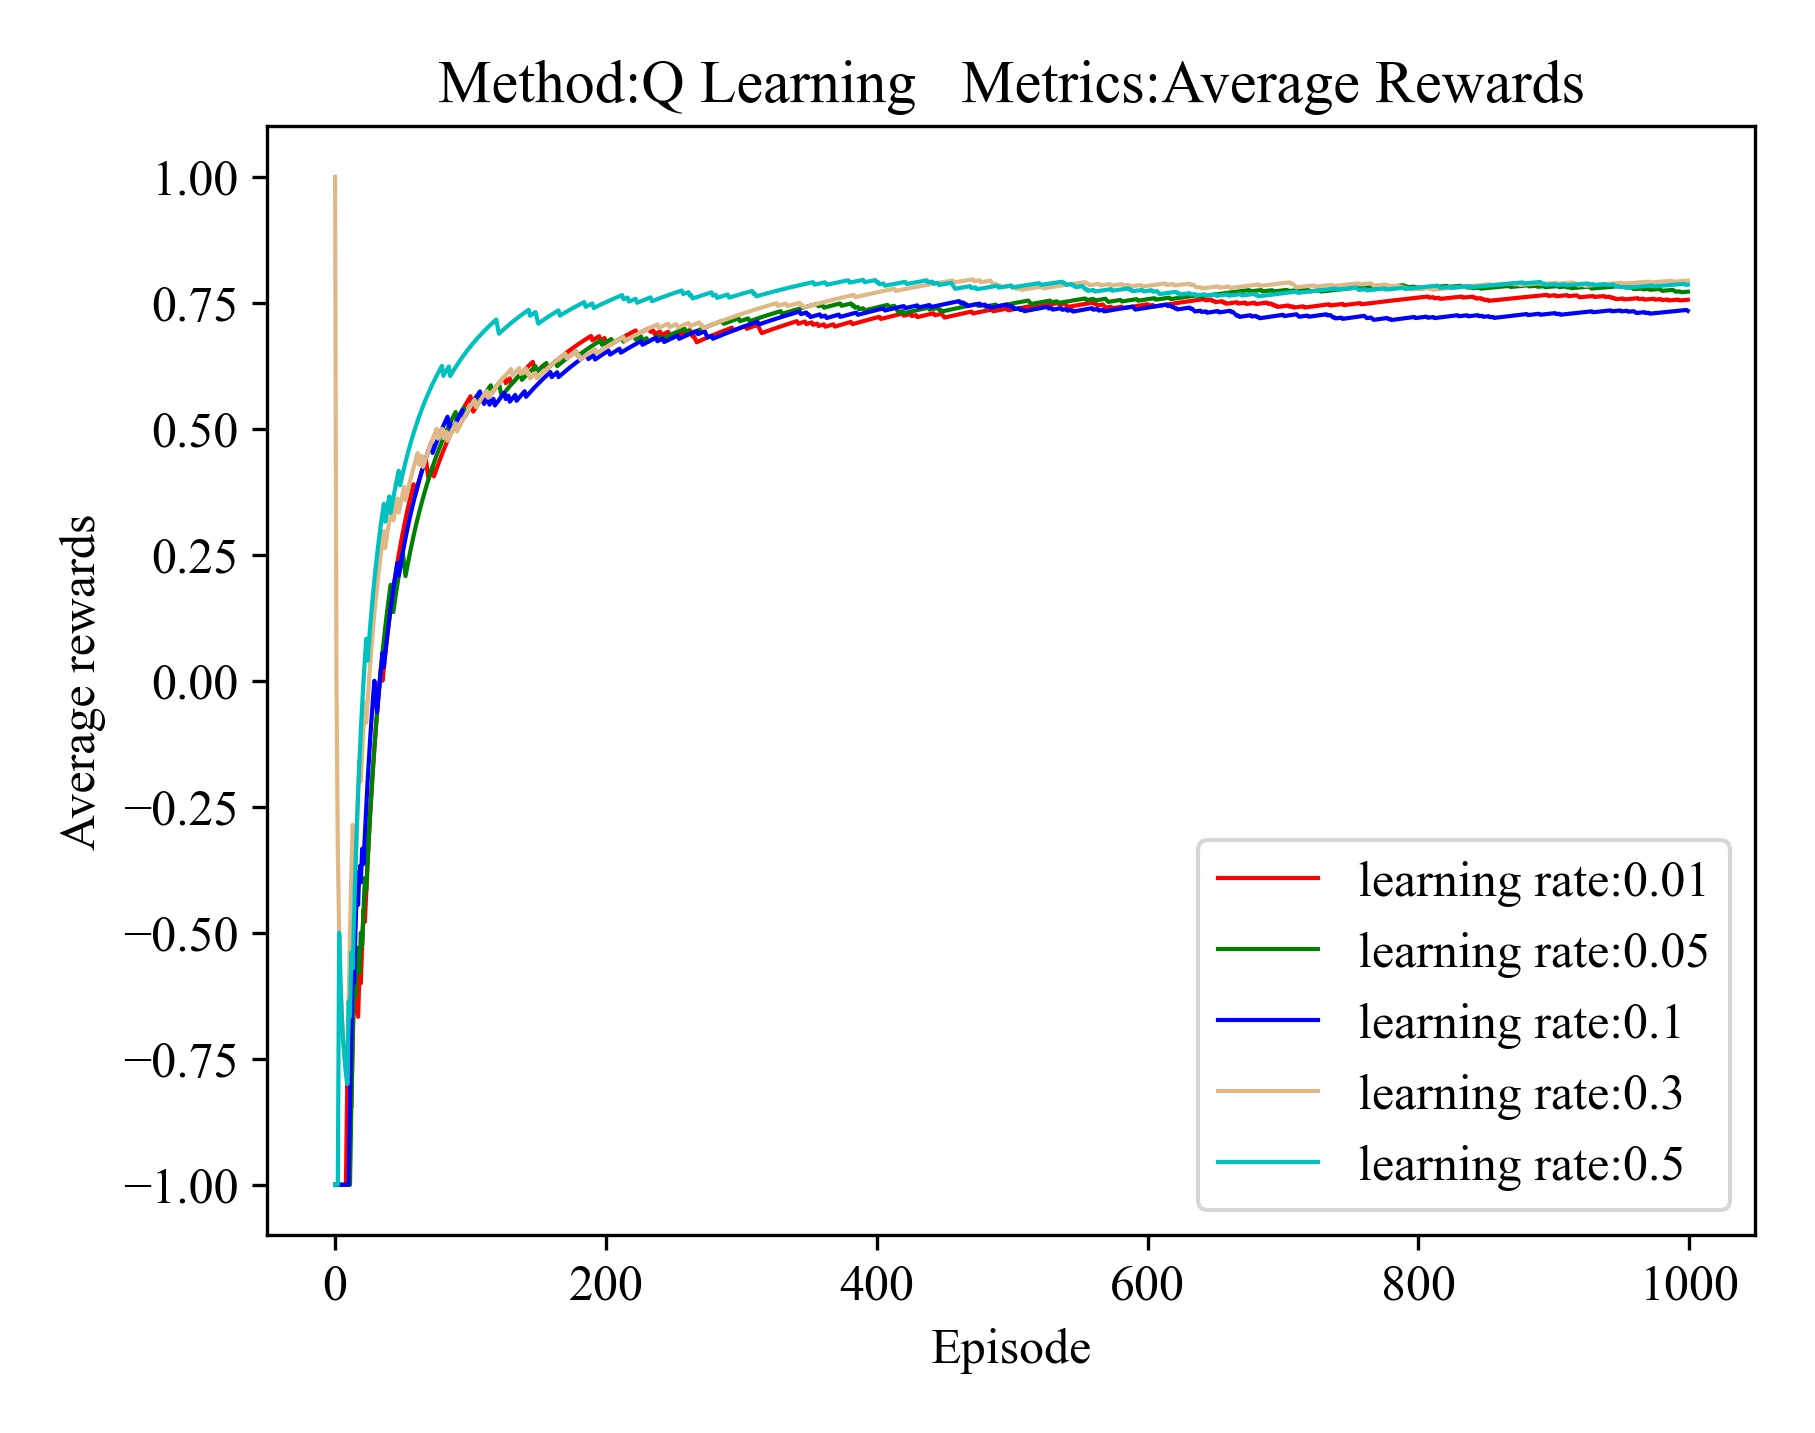 Method:Q Learning   Metrics:Average Rewards
1.00
0.75
0.50
0.25
0.00
−0.25
−0.50
−0.75
−1.00
Average rewards
learning rate:0.01
learning rate:0.05
learning rate:0.1
learning rate:0.3
learning rate:0.5
0 200 400 600 800 1000
Episode